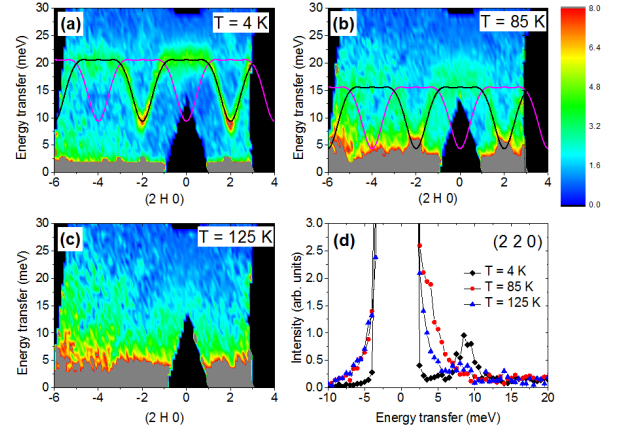 (a) T = 4 K
(b) T = 85 K
8.0
6.4
4.8
3.2
1.6
0.0
Energy transfer (meV)
30
25
20
15
10
5
0
-6 -4 -2 0 2 4
(2 H 0)
Energy transfer (meV)
30
25
20
15
10
5
0
-6 -4 -2 0 2 4
(2 H 0)
(c) T = 125 K
Energy transfer (meV)
30
25
20
15
10
5
0
-6 -4 -2 0 2 4
(2 H 0)
(d) (2 2 0)
T = 4 K
T = 85 K
T = 125 K
Intensity (arb. units)
3.0
2.5
2.0
1.5
1.0
0.5
0.0
-10 -5 0 5 10 15 20
Energy transfer (meV)